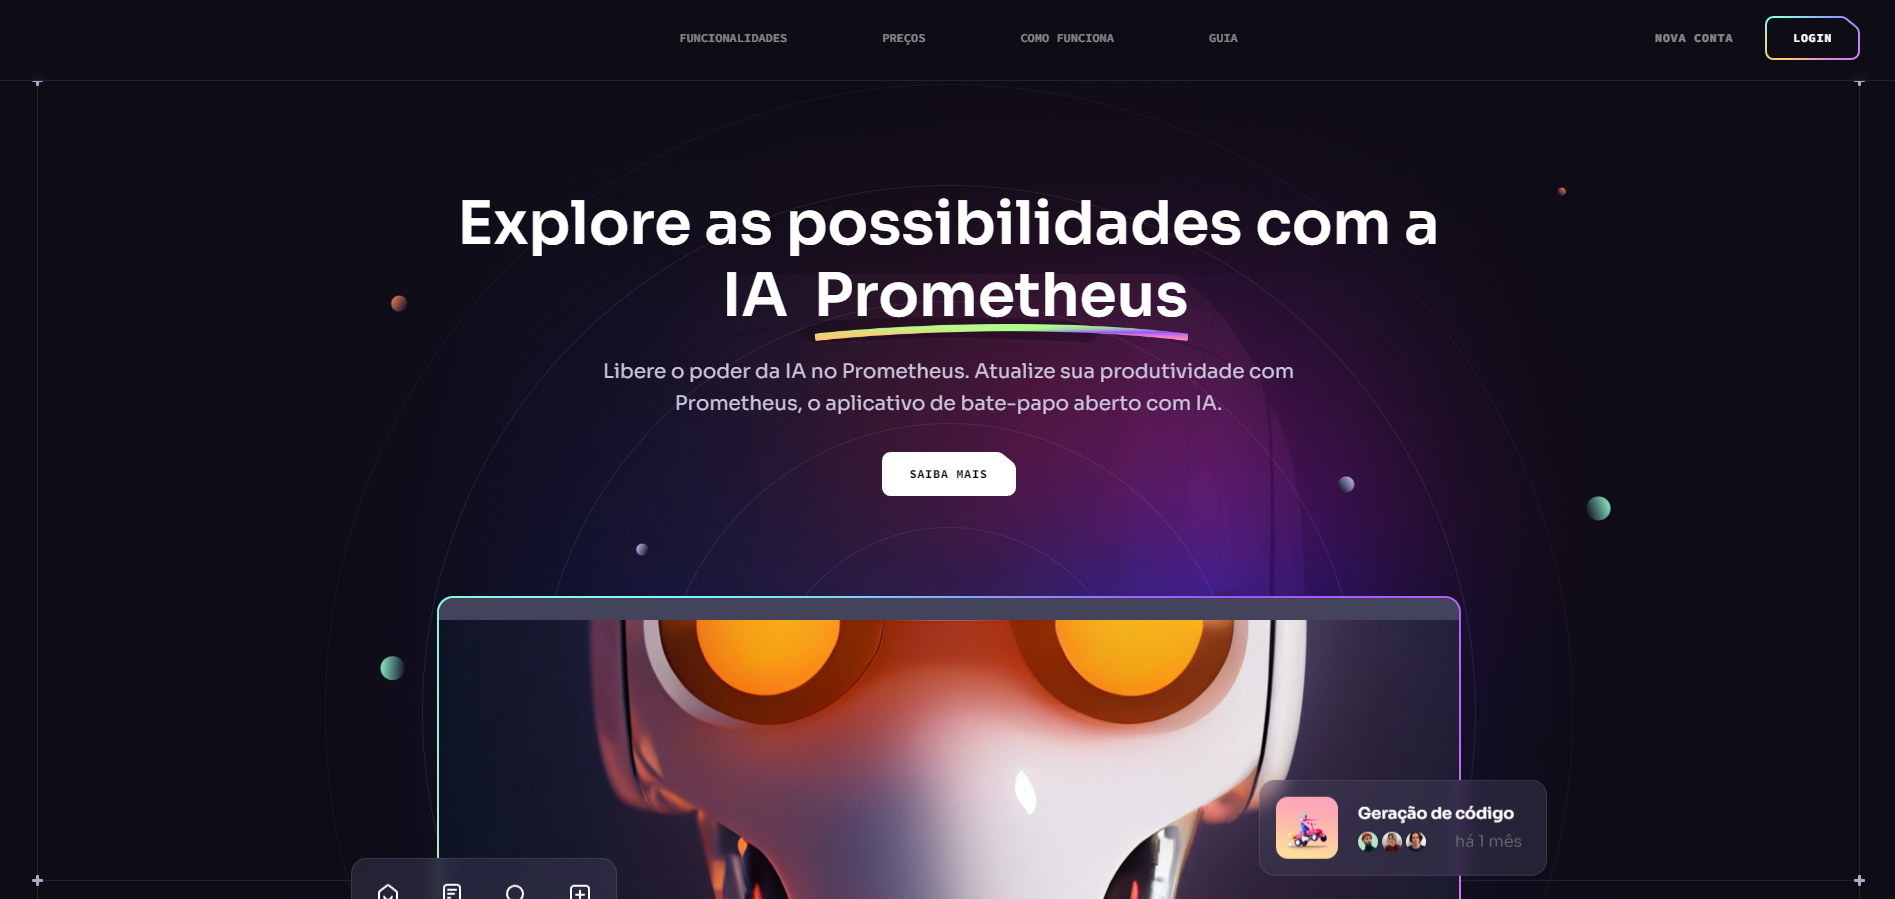 FUNCIONALIDADES PREÇOS COMO FUNCIONA GUIA NOVA CONTA LOGIN
Explore as possibilidades com a
IA Prometheus
Libere o poder da IA no Prometheus. Atualize sua produtividade com
Prometheus, o aplicativo de bate-papo aberto com IA.
SAIBA MAIS
Geração de código
há 1 mês